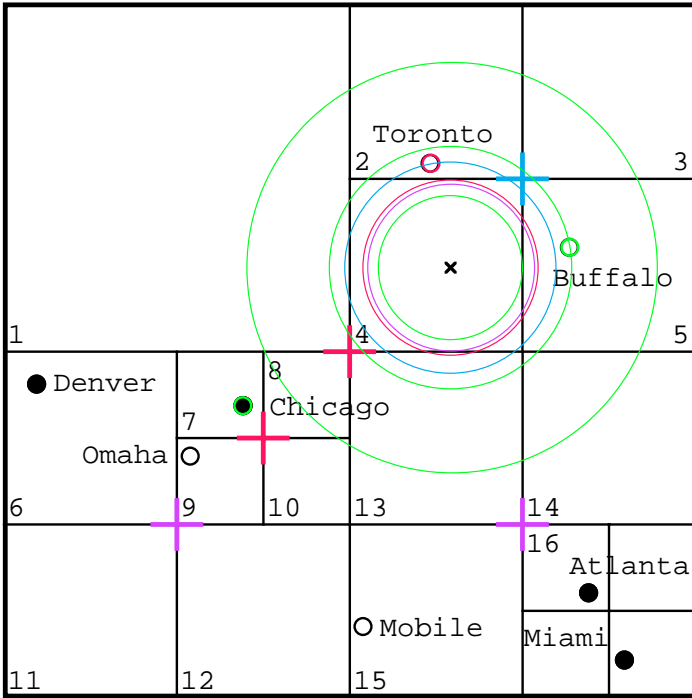 Toronto
2 3
Buffalo
1 4 5
8
Denver Chicago
7
Omaha
6 9 10 13 14
16
Atlanta
Mobile Miami
11 12 15